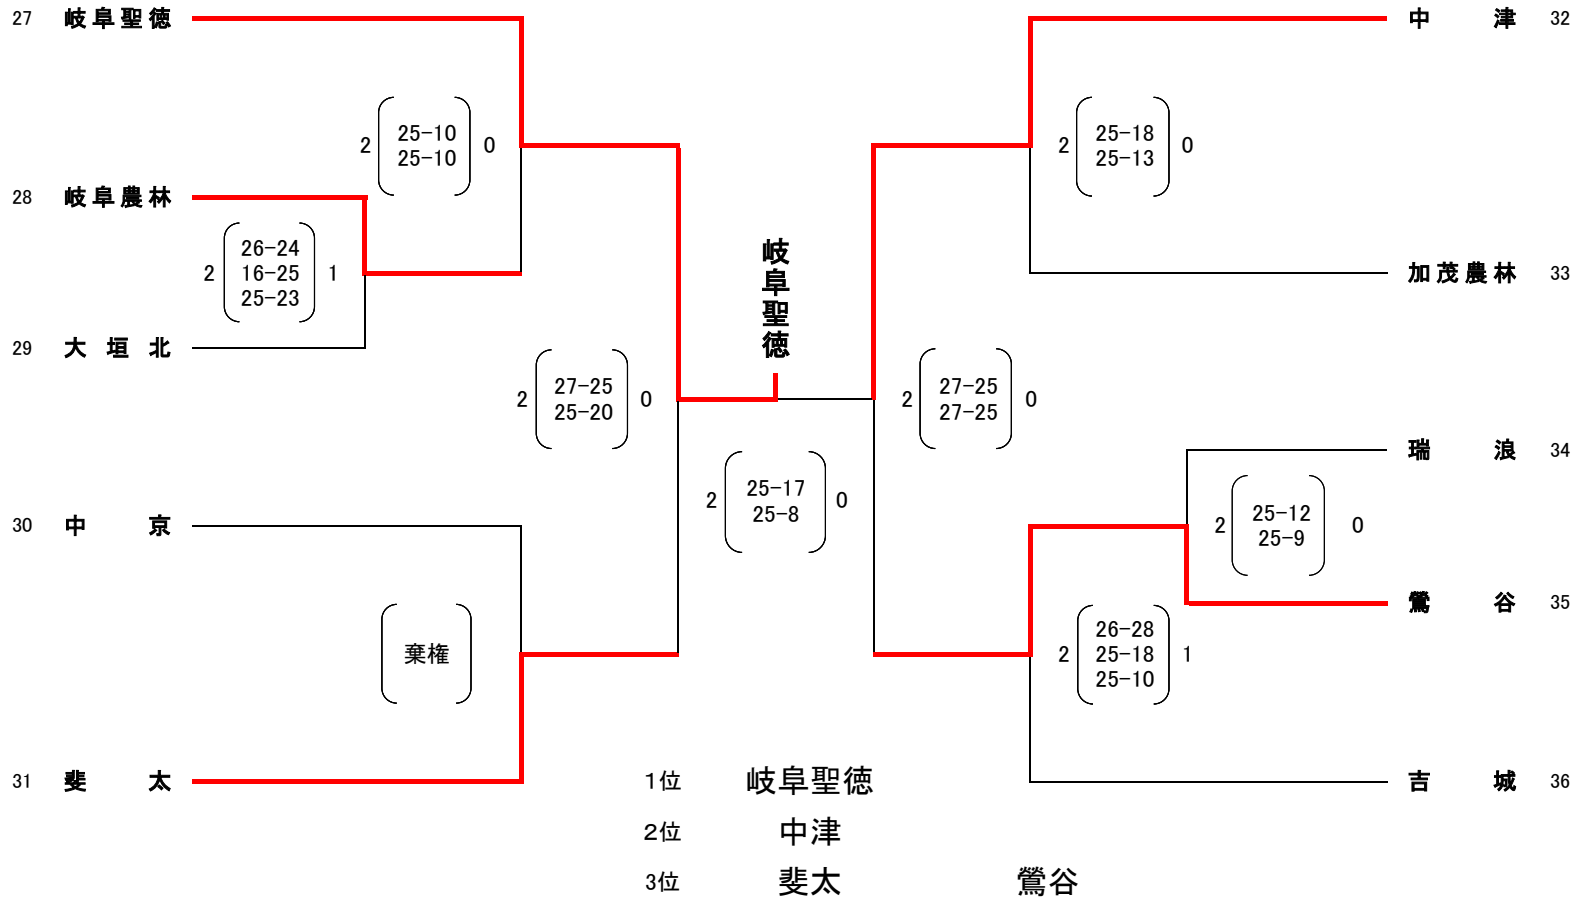 27 岐阜聖徳
中 津 32
2 25-10 0
25-10
2 25-18 0
25-13
28 岐阜農林
2 26-24 1
16-25
25-23
岐阜聖徳
加茂農林 33
29 大垣北
2 27-25 0
25-20
2 27-25 0
27-25
瑞 浪 34
2 25-17 0
25-8
2 25-12 0
25-9
30 中 京
鶯 谷 35
棄権
2 26-28 1
25-18
25-10
31 斐 太
吉 城 36
1位 岐阜聖徳
2位 中津
3位 斐太 鶯谷